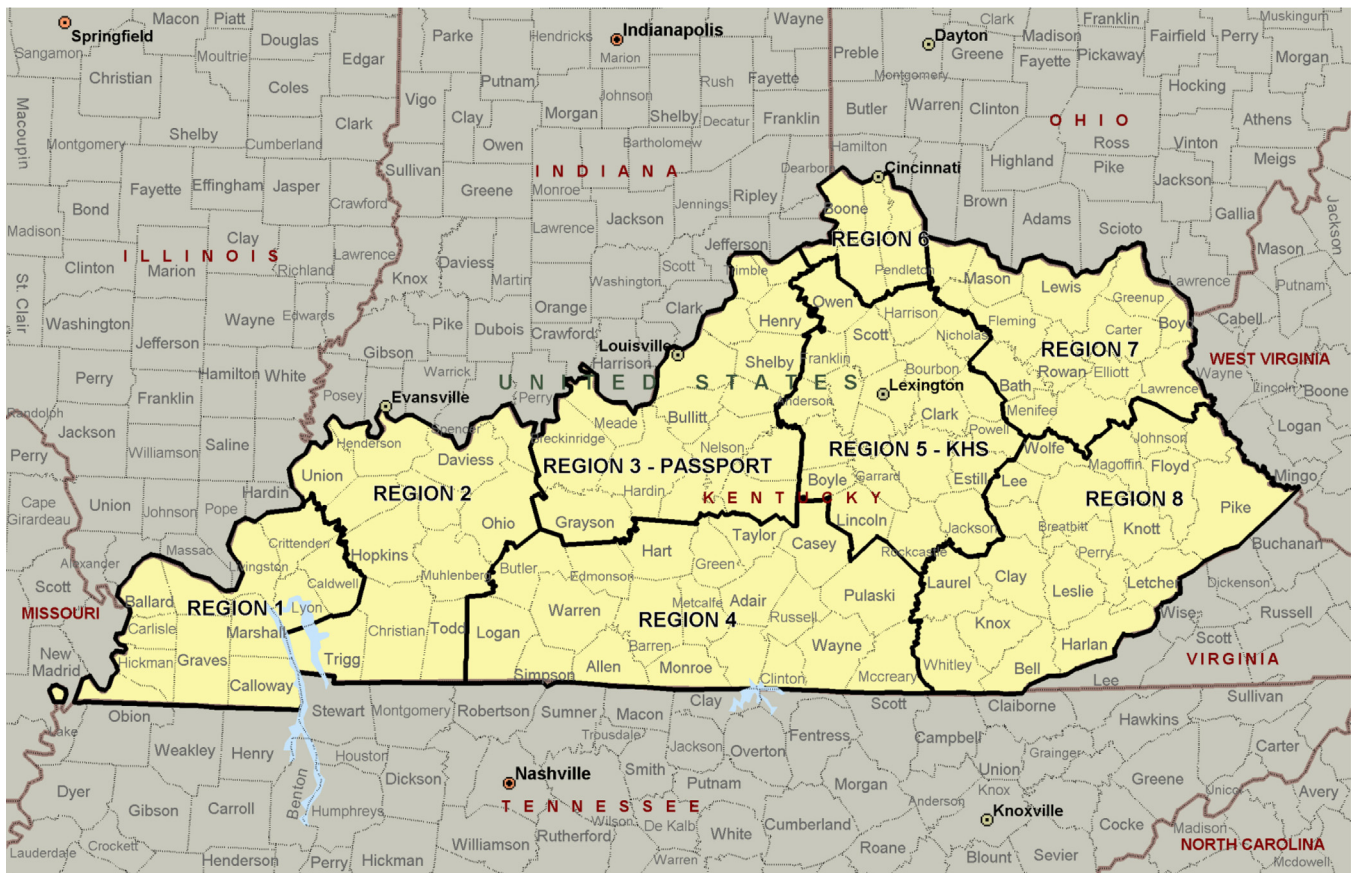 Macon
Piatt
Springfield
Sangamon
Christian
Moultrie
Douglas
Edgar
Coles
Macoupin
Montgomery
Shelby
Cumberland
Clark
Fayette
Effingham
Jasper
Crawford
Bond
Madison
Clay
Clinton
ILLINOIS
Marion
Richland
Lawrence
St. Clair
Washington
Wayne
Edwards
Jefferson
Perry
Hamilton
White
Franklin
Randolph
Jackson
Williamson
Saline
Perry
Hardin
Cape
Girardeau
Union
Johnson
Pope
Massac
Alexander
Scott
MISSOURI
New
Madrid
Parke
Hendricks
Indianapolis
Marion
Wayne
Putnam
Rush
Fayette
Vigo
Clay
Morgan
Johnson
Shelby
Decatur
Franklin
Owen
Bartholomew
Sullivan
INDIANA
Greene
Monroe
Dearborn
Ripley
Jennings
Jackson
Lawrence
Jefferson
Knox
Daviess
Martin
Scott
Washington
Orange
Clark
Pike
Dubois
Crawford
Louisville
Harrison
Gibson
Warrick
Posey
Evansville
Perry
Spencer
UNITED STATES
Dayton
Clark
Madison
Franklin
Fairfield
Perry
Muskingum
Preble
Greene
Fayette
Pickaway
Morgan
Montgomery
Hocking
Butler
Warren
Clinton
OHIO
Ross
Athens
Vinton
Hamilton
Highland
Pike
Meigs
Cincinnati
Jackson
Brown
Adams
Gallia
Scioto
Jackson
Mason
Lawrence
Putnam
Cabell
WEST VIRGINIA
Wayne
Lincoln
Boone
Logan
Mingo
Boone
REGION 6
Pendleton
Trimble
Owen
Henry
Harrison
Scott
Nicholas
Mason
Lewis
Greenup
Fleming
Carter
Boyd
REGION 7
Rowan
Elliott
Bath
Lawrence
Menifee
Shelby
Franklin
Bourbon
Anderson
Lexington
Clark
Bullitt
Meade
Breckinridge
Nelson
REGION 3 - PASSPORT
Hardin
KENTUCKY
Grayson
REGION 5 - KHS
Powell
Boyle
Garrard
Estill
Lincoln
Jackson
Rockcastle
Wolfe
Lee
Johnson
Magoffin
Floyd
REGION 8
Pike
Breathitt
Knott
Perry
Letcher
Laurel
Clay
Leslie
Knox
Harlan
Whitley
Bell
Henderson
Union
Daviess
REGION 2
Ohio
Hopkins
Muhlenberg
Christian
Todd
Trigg
Crittenden
Livingston
Caldwell
Ballard
REGION 1
Lyon
Carlisle
Marshall
Hickman
Graves
Calloway
Hart
Taylor
Casey
Butler
Edmonson
Green
Warren
Metcalfe
Adair
Russell
Pulaski
REGION 4
Logan
Barren
Wayne
Allen
Monroe
Simpson
Clinton
Mccreary
Buchanan
Dickenson
Wise
Russell
Scott
VIRGINIA
Lee
Lake
Obion
Stewart
Montgomery
Robertson
Sumner
Macon
Clay
Scott
Claiborne
Sullivan
Hawkins
Weakley
Henry
Houston
Trousdale
Jackson
Overton
Fentress
Campbell
Grainger
Carter
Dyer
Dickson
Nashville
Smith
Putnam
Morgan
Union
Greene
Unicoi
Avery
Gibson
Carroll
Benton
Humphreys
TENNESSEE
Wilson
De Kalb
White
Cumberland
Anderson
Knox
Knoxville
Cocke
Madison
NORTH CAROLINA
Mcdowell
Lauderdale
Crockett
Henderson
Perry
Hickman
Williamson
Rutherford
Warren
Roane
Blount
Sevier